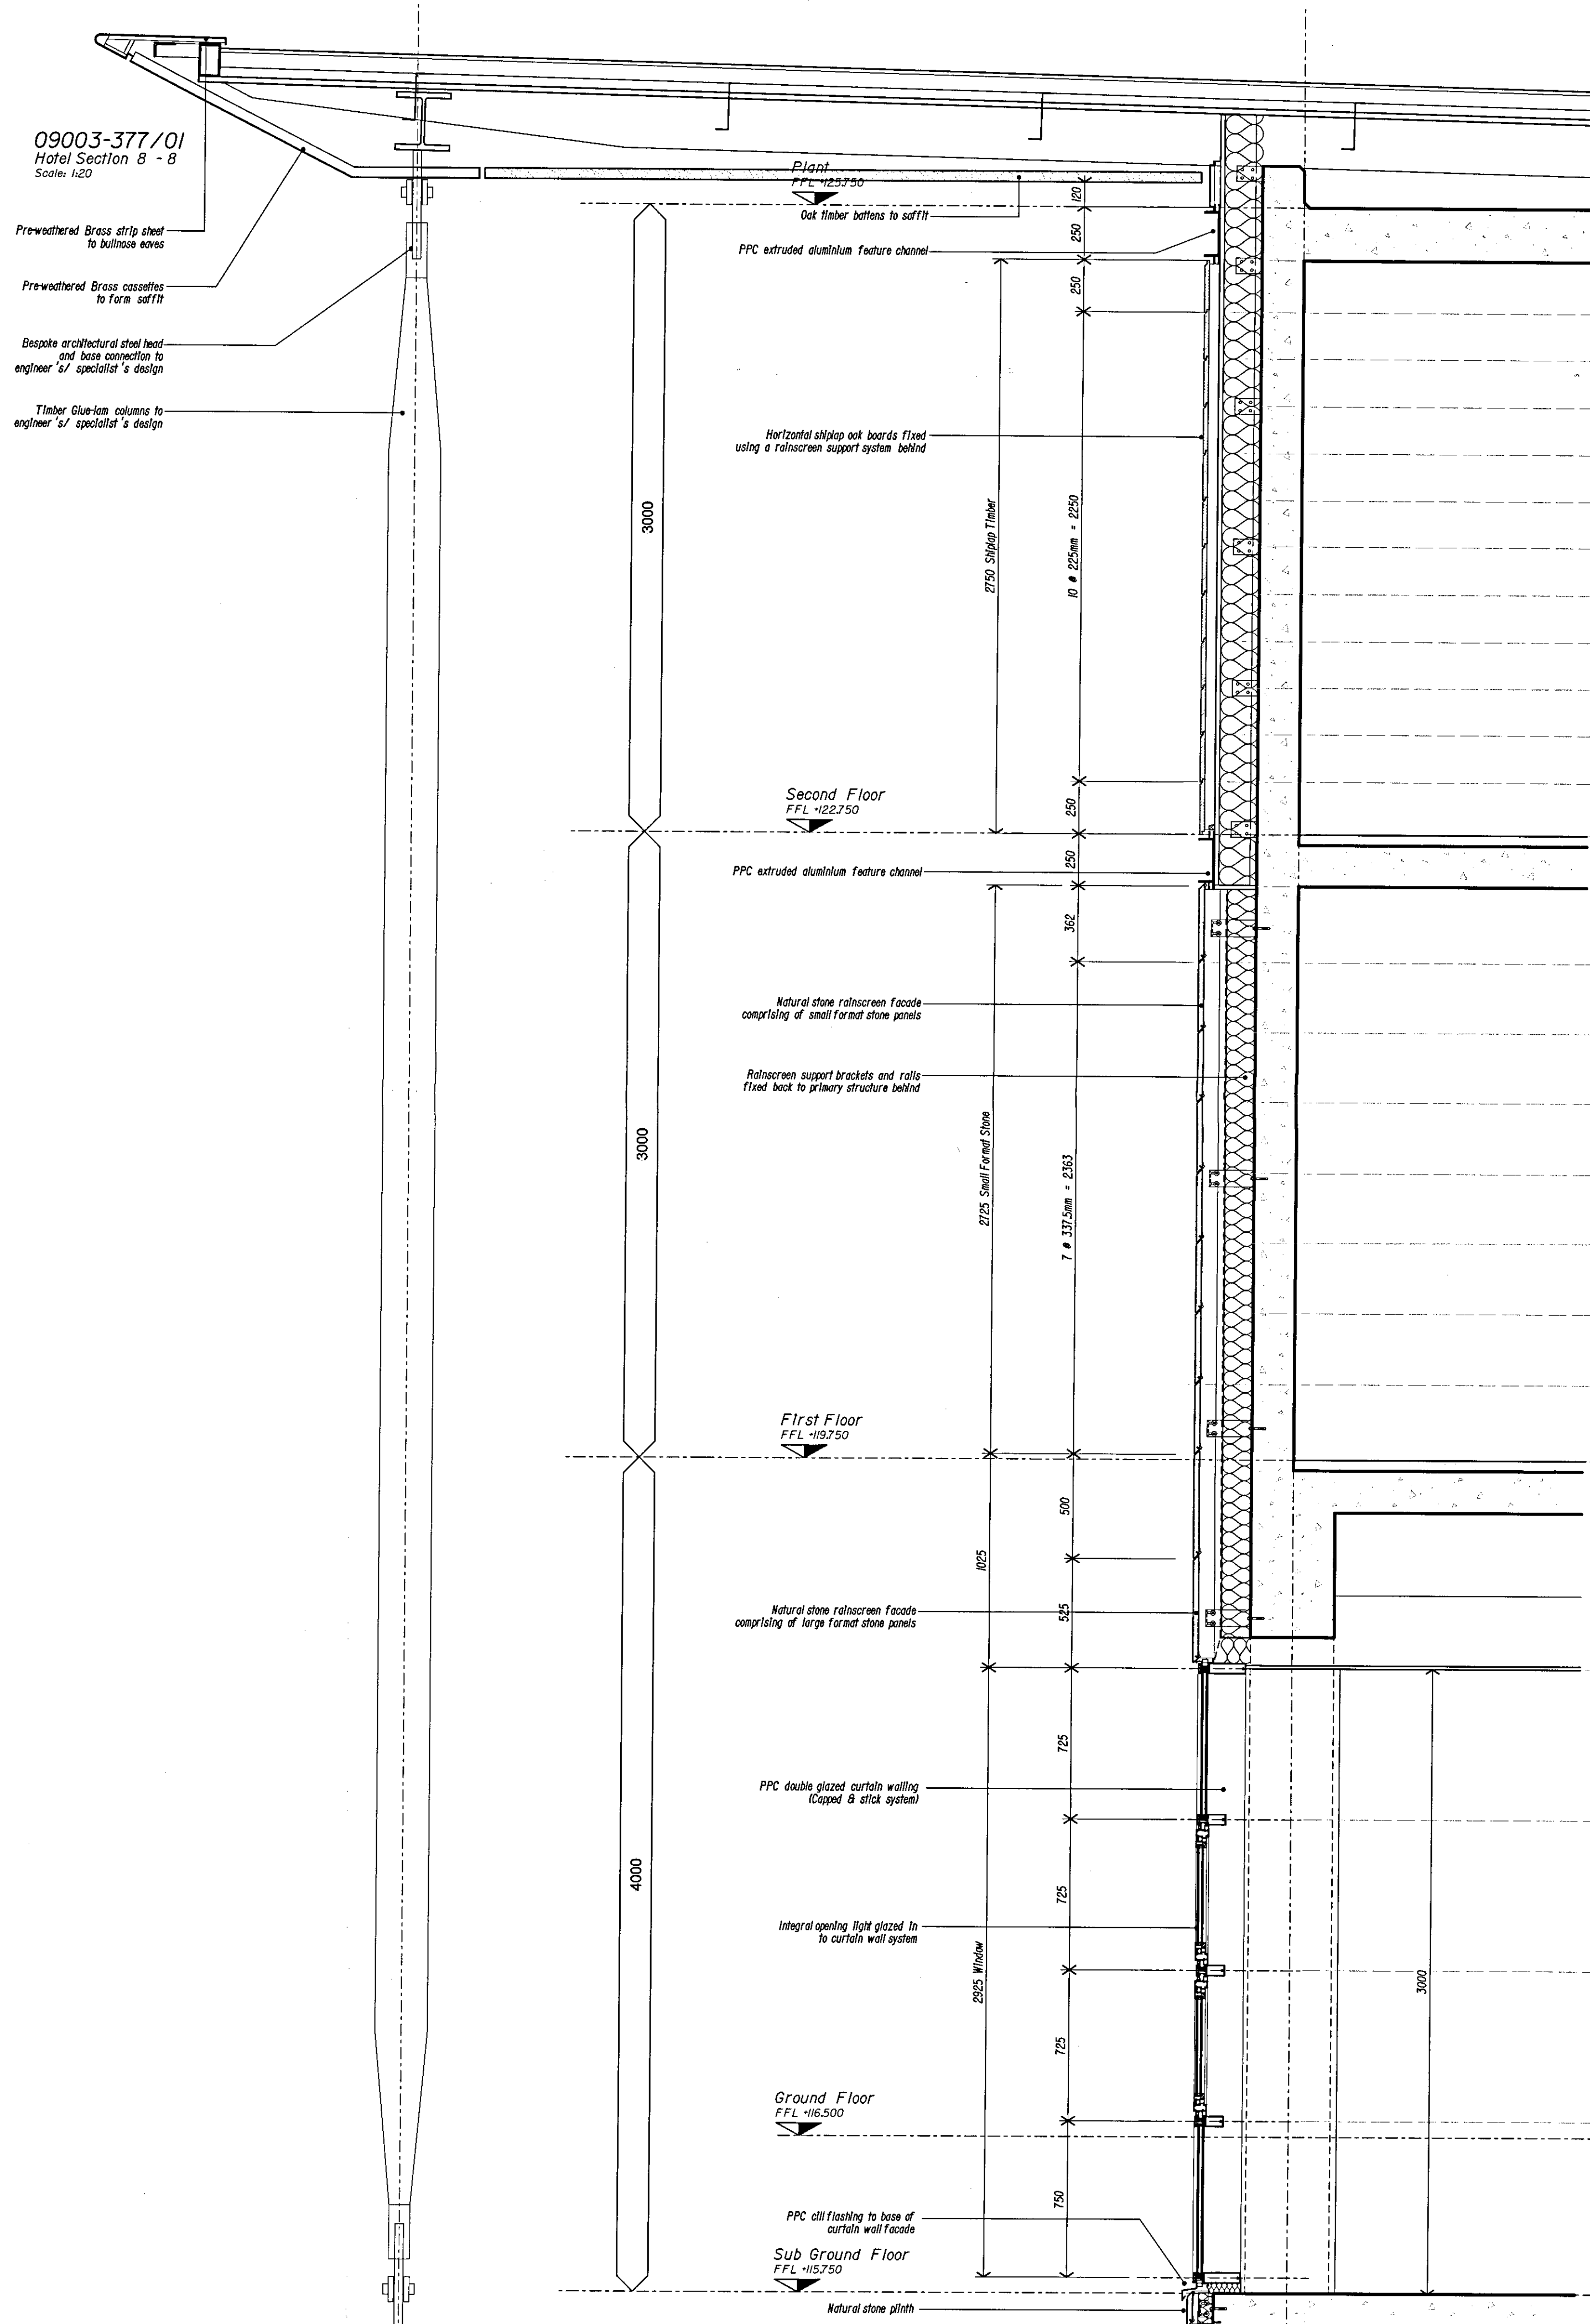 09003-377/01
Hotel Section 8 - 8
Scale: 1:20
Pre-weathered Brass strip sheet
to bullnose eaves
Pre-weathered Brass cassettes
to form soffit
Bespoke architectural steel head
and base connection to
engineer's/ specialist's design
Timber Glue-lam columns to
engineer's/ specialist's design
Plant
FFL +125.750
Oak timber battens to soffit
PPC extruded aluminium feature channel
120
250
250
Horizontal shiplap oak boards fixed
using a rainscreen support system behind
3000
2750 Shiplap Timber
10 @ 225mm = 2250
Second Floor
FFL +122.750
250
250
PPC extruded aluminium feature channel
362
Natural stone rainscreen facade
comprising of small format stone panels
Rainscreen support brackets and rails
fixed back to primary structure behind
3000
2725 Small Format Stone
7 @ 337.5mm = 2363
First Floor
FFL +119.750
500
1025
525
Natural stone rainscreen facade
comprising of large format stone panels
725
PPC double glazed curtain walling
(Capped & stick system)
4000
725
Integral opening light glazed in
to curtain wall system
2925 Window
3000
725
Ground Floor
FFL +116.500
750
PPC cill flashing to base of
curtain wall facade
Sub Ground Floor
FFL +115.750
Natural stone plinth